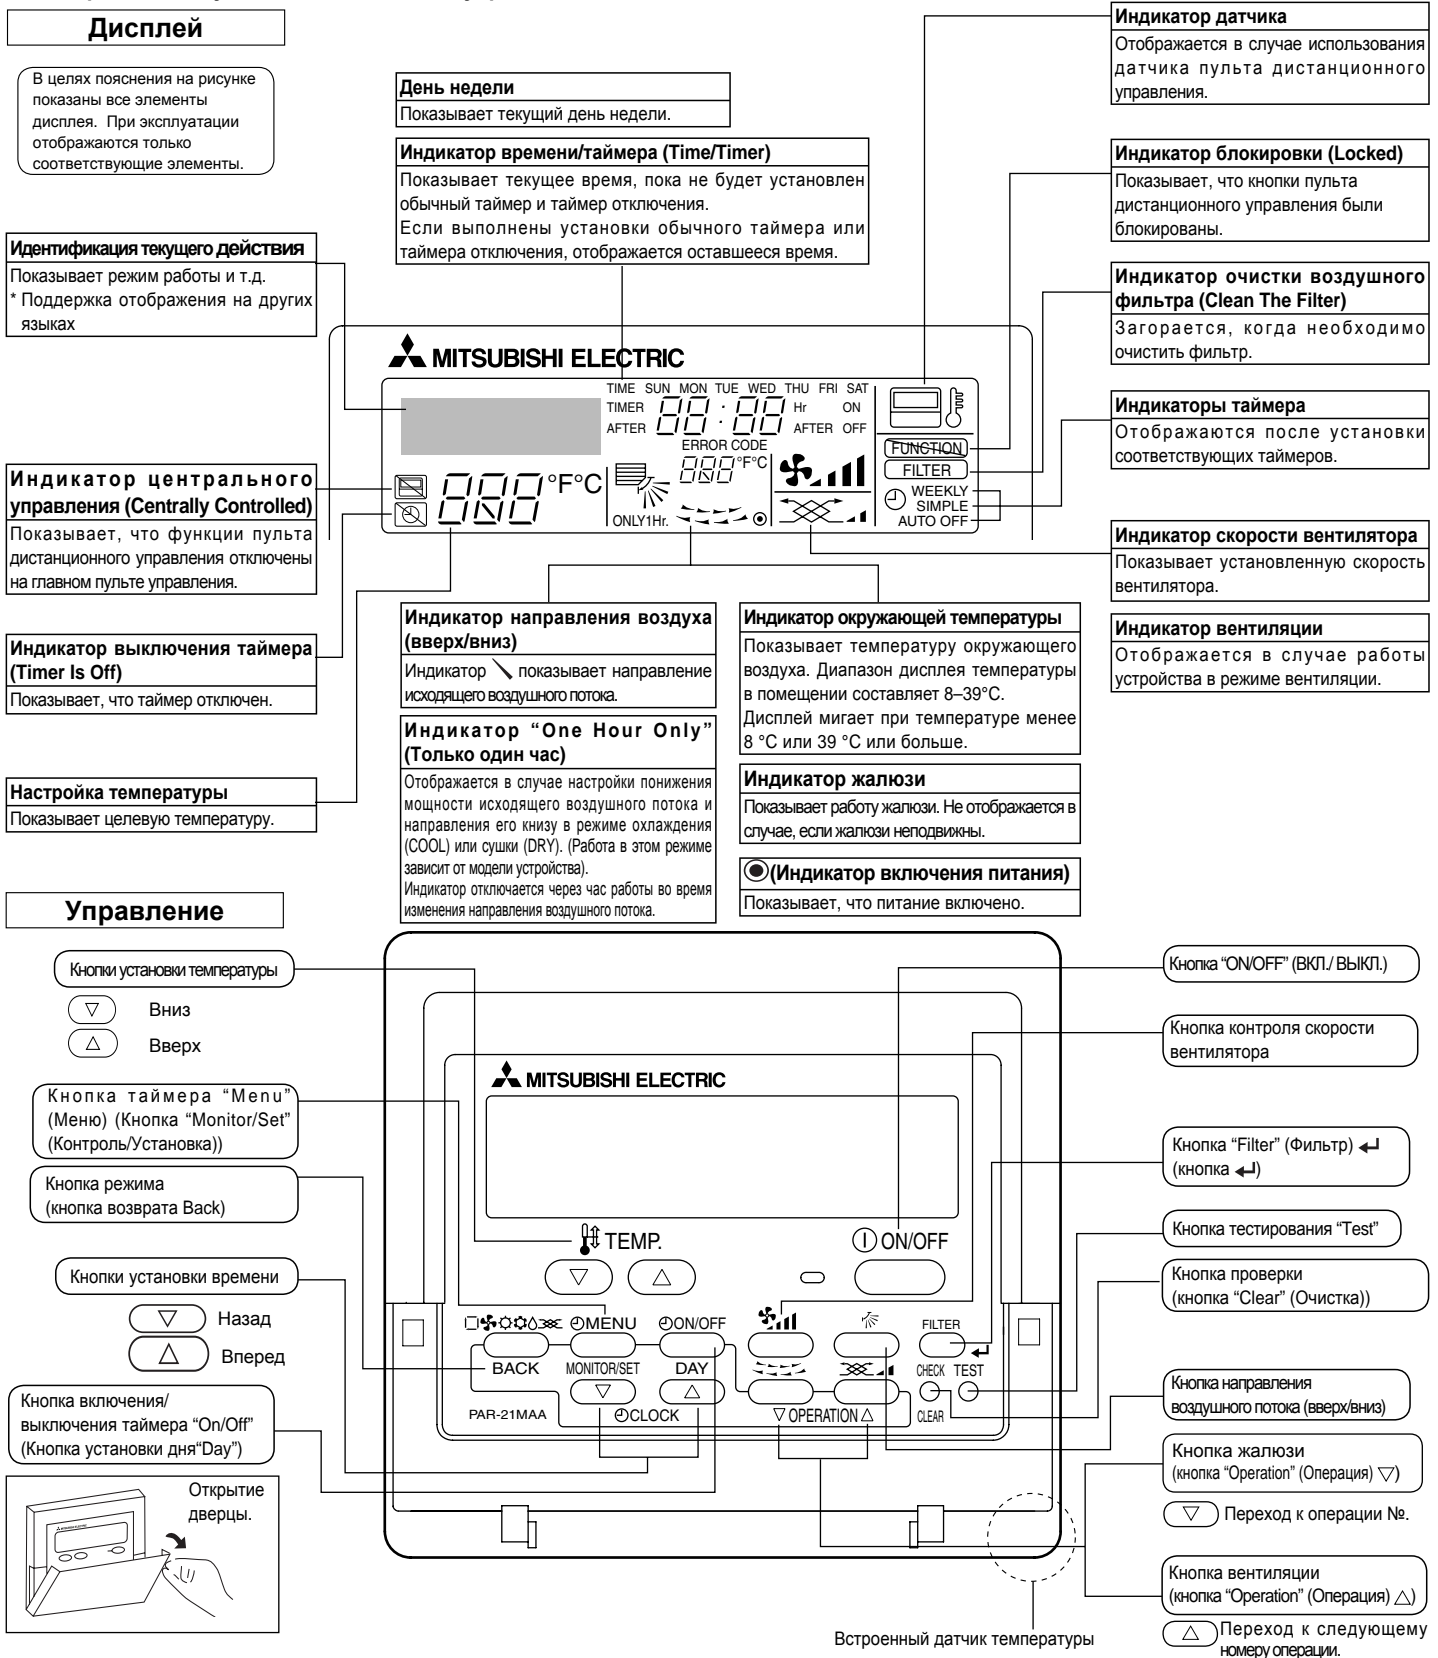 Дисплей
В целях пояснения на рисунке
показаны все элементы
дисплея. При эксплуатации
отображаются только
соответствующие элементы.
День недели
Показывает текущий день недели.
Индикатор времени/таймера (Time/Timer)
Показывает текущее время, пока не будет установлен
обычный таймер и таймер отключения.
Если выполнены установки обычного таймера или
таймера отключения, отображается оставшееся время.
Индикатор датчика
Отображается в случае использования
датчика пульта дистанционного
управления.
Индикатор блокировки (Locked)
Показывает, что кнопки пульта
дистанционного управления были
блокированы.
Индикатор очистки воздушного
фильтра (Clean The Filter)
Загорается, когда необходимо
очистить фильтр.
Индикаторы таймера
Отображаются после установки
соответствующих таймеров.
Индикатор скорости вентилятора
Показывает установленную скорость
вентилятора.
Индикатор вентиляции
Отображается в случае работы
устройства в режиме вентиляции.
Идентификация текущего действия
Показывает режим работы и т.д.
* Поддержка отображения на других
языках
Индикатор центрального
управления (Centrally Controlled)
Показывает, что функции пульта
дистанционного управления отключены
на главном пульте управления.
Индикатор выключения таймера
(Timer Is Off)
Показывает, что таймер отключен.
Настройка температуры
Показывает целевую температуру.
MITSUBISHI ELECTRIC
TIME SUN MON TUE WED THU FRI SAT
TIMER 88:88 Hr ON
AFTER AFTER OFF
ERROR CODE
888 °F°C
888 °F°C
ONLY1Hr.
FUNCTION
FILTER
WEEKLY
SIMPLE
AUTO OFF
Индикатор направления воздуха
(вверх/вниз)
Индикатор показывает направление
исходящего воздушного потока.
Индикатор “One Hour Only”
(Только один час)
Отображается в случае настройки понижения
мощности исходящего воздушного потока и
направления его книзу в режиме охлаждения
(COOL) или сушки (DRY). (Работа в этом режиме
зависит от модели устройства).
Индикатор отключается через час работы во время
изменения направления воздушного потока.
Индикатор окружающей температуры
Показывает температуру окружающего
воздуха. Диапазон дисплея температуры
в помещении составляет 8–39°C.
Дисплей мигает при температуре менее
8 °C или 39 °C или больше.
Индикатор жалюзи
Показывает работу жалюзи. Не отображается в
случае, если жалюзи неподвижны.
(Индикатор включения питания)
Показывает, что питание включено.
Управление
Кнопки установки температуры
▽ Вниз
△ Вверх
Кнопка таймера “Menu”
(Меню) (Кнопка “Monitor/Set”
(Контроль/Установка))
Кнопка режима
(кнопка возврата Back)
Кнопки установки времени
▽ Назад
△ Вперед
Кнопка включения/
выключения таймера “On/Off”
(Кнопка установки дня“Day”)
Открытие
дверцы.
MITSUBISHI ELECTRIC
TEMP.
ON/OFF
▽ △
MENU
ON/OFF
FILTER
BACK
MONITOR/SET
DAY
CHECK TEST
▽ △
PAR-21MAA
CLOCK
▽ OPERATION △
CLEAR
Кнопка “ON/OFF” (ВКЛ./ ВЫКЛ.)
Кнопка контроля скорости
вентилятора
Кнопка “Filter” (Фильтр) ↵
(кнопка ↵)
Кнопка тестирования “Test”
Кнопка проверки
(кнопка “Clear” (Очистка))
Кнопка направления
воздушного потока (вверх/вниз)
Кнопка жалюзи
(кнопка “Operation” (Операция) ▽)
▽ Переход к операции №.
Кнопка вентиляции
(кнопка “Operation” (Операция) △)
△ Переход к следующему
номеру операции.
Встроенный датчик температуры